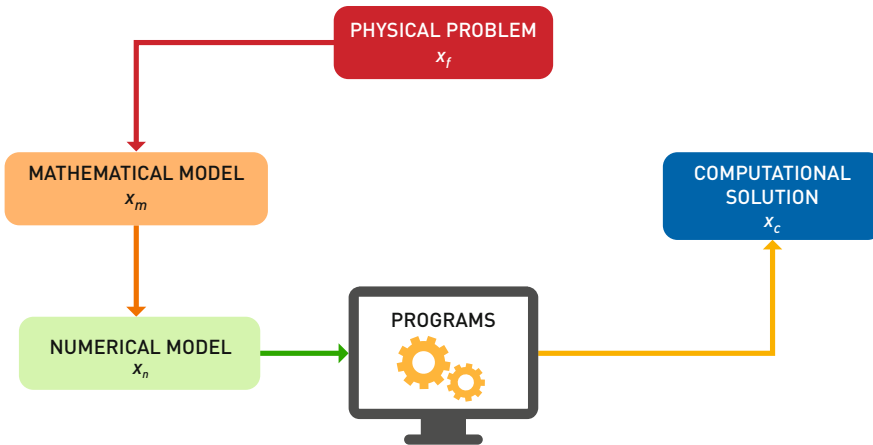 PHYSICAL PROBLEM
x_f
MATHEMATICAL MODEL
x_m
COMPUTATIONAL
SOLUTION
x_c
NUMERICAL MODEL
x_n
PROGRAMS